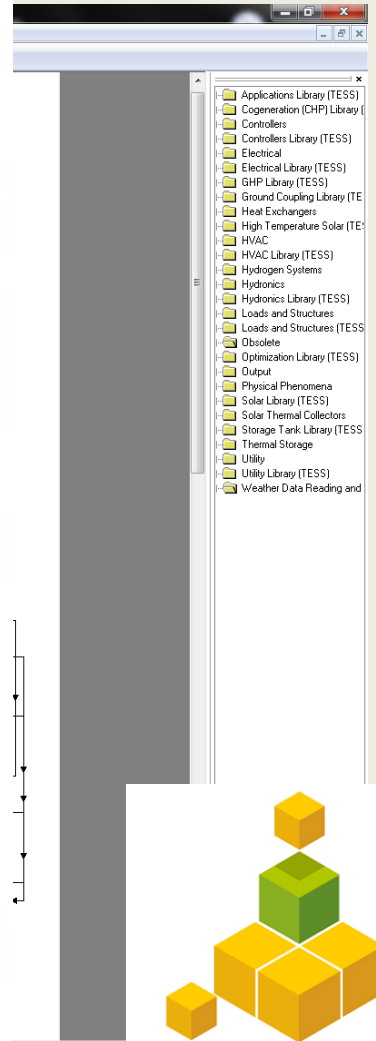 Applications Library (TESS)
Cogeneration (CHP) Library (
Controllers
Controllers Library (TESS)
Electrical
Electrical Library (TESS)
GHP Library (TESS)
Ground Coupling Library (TE
Heat Exchangers
High Temperature Solar (TES
HVAC
HVAC Library (TESS)
Hydrogen Systems
Hydronics
Hydronics Library (TESS)
Loads and Structures
Loads and Structures (TESS
Obsolete
Optimization Library (TESS)
Output
Physical Phenomena
Solar Library (TESS)
Solar Thermal Collectors
Storage Tank Library (TESS
Thermal Storage
Utility
Utility Library (TESS)
Weather Data Reading and